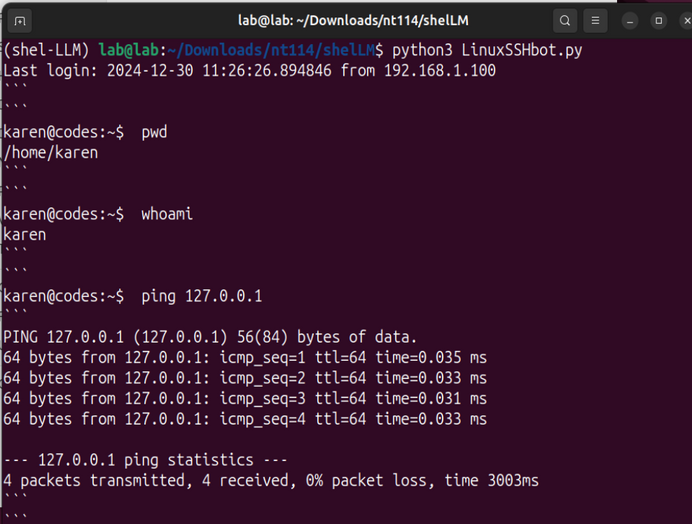 lab@lab: ~/Downloads/nt114/shelLM
(shel-LLM) lab@lab:~/Downloads/nt114/shelLM$ python3 LinuxSSHbot.py
Last login: 2024-12-30 11:26:26.894846 from 192.168.1.100
```
```
karen@codes:~$  pwd
/home/karen
```
```
karen@codes:~$  whoami
karen
```
```
karen@codes:~$  ping 127.0.0.1
```
PING 127.0.0.1 (127.0.0.1) 56(84) bytes of data.
64 bytes from 127.0.0.1: icmp_seq=1 ttl=64 time=0.035 ms
64 bytes from 127.0.0.1: icmp_seq=2 ttl=64 time=0.033 ms
64 bytes from 127.0.0.1: icmp_seq=3 ttl=64 time=0.031 ms
64 bytes from 127.0.0.1: icmp_seq=4 ttl=64 time=0.033 ms

--- 127.0.0.1 ping statistics ---
4 packets transmitted, 4 received, 0% packet loss, time 3003ms
```
```